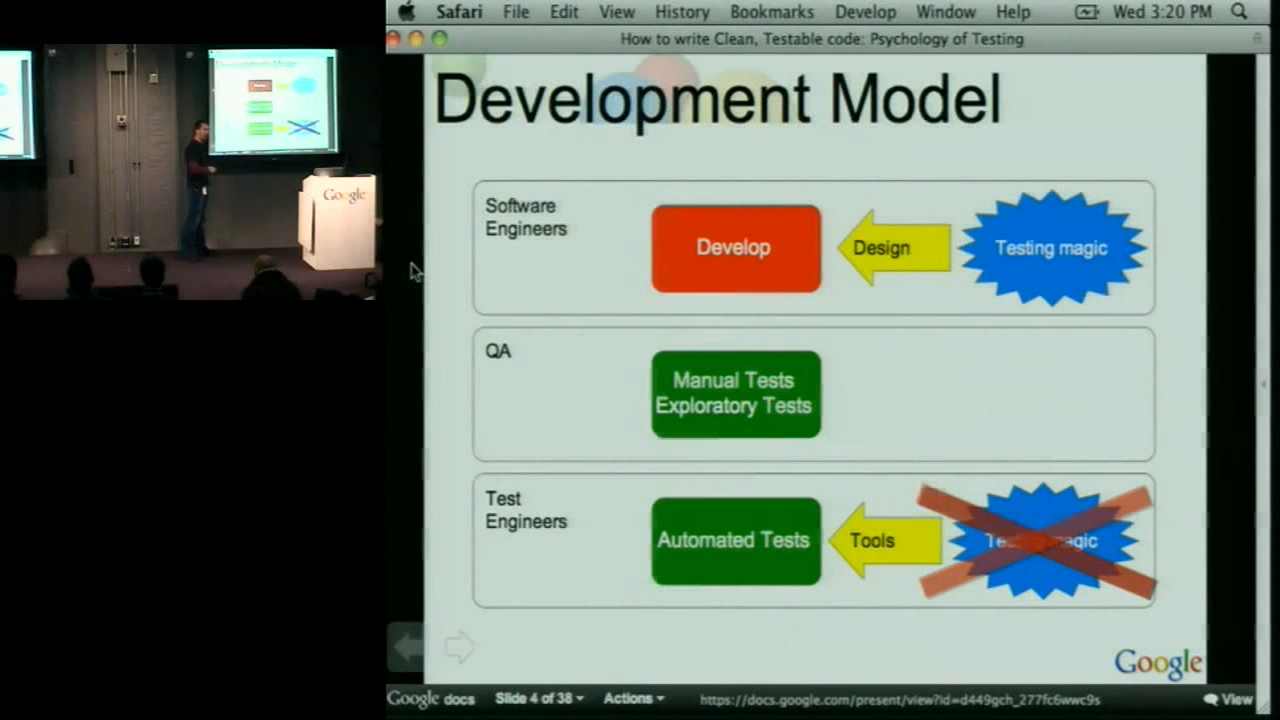 Safari File Edit View History Bookmarks Develop Window Help Wed 3:20 PM
How to write Clean, Testable code: Psychology of Testing
Development Model
Software
Engineers
Develop
Design
Testing magic
QA
Manual Tests
Exploratory Tests
Test
Engineers
Automated Tests
Tools
magic
Google
Google docs Slide 4 of 38 Actions https://docs.google.com/present/view?id=d449gch_277fc6wwc9s View
Google